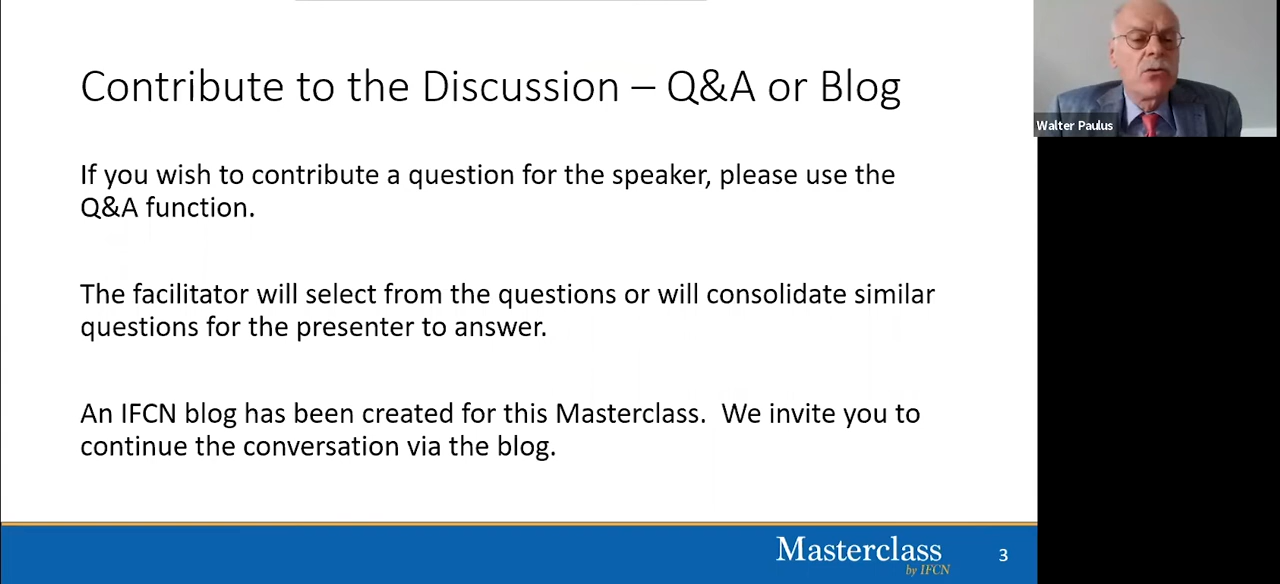 Contribute to the Discussion – Q&A or Blog
If you wish to contribute a question for the speaker, please use the
Q&A function.
The facilitator will select from the questions or will consolidate similar
questions for the presenter to answer.
An IFCN blog has been created for this Masterclass.  We invite you to
continue the conversation via the blog.
Masterclass
by IFCN
3
Walter Paulus